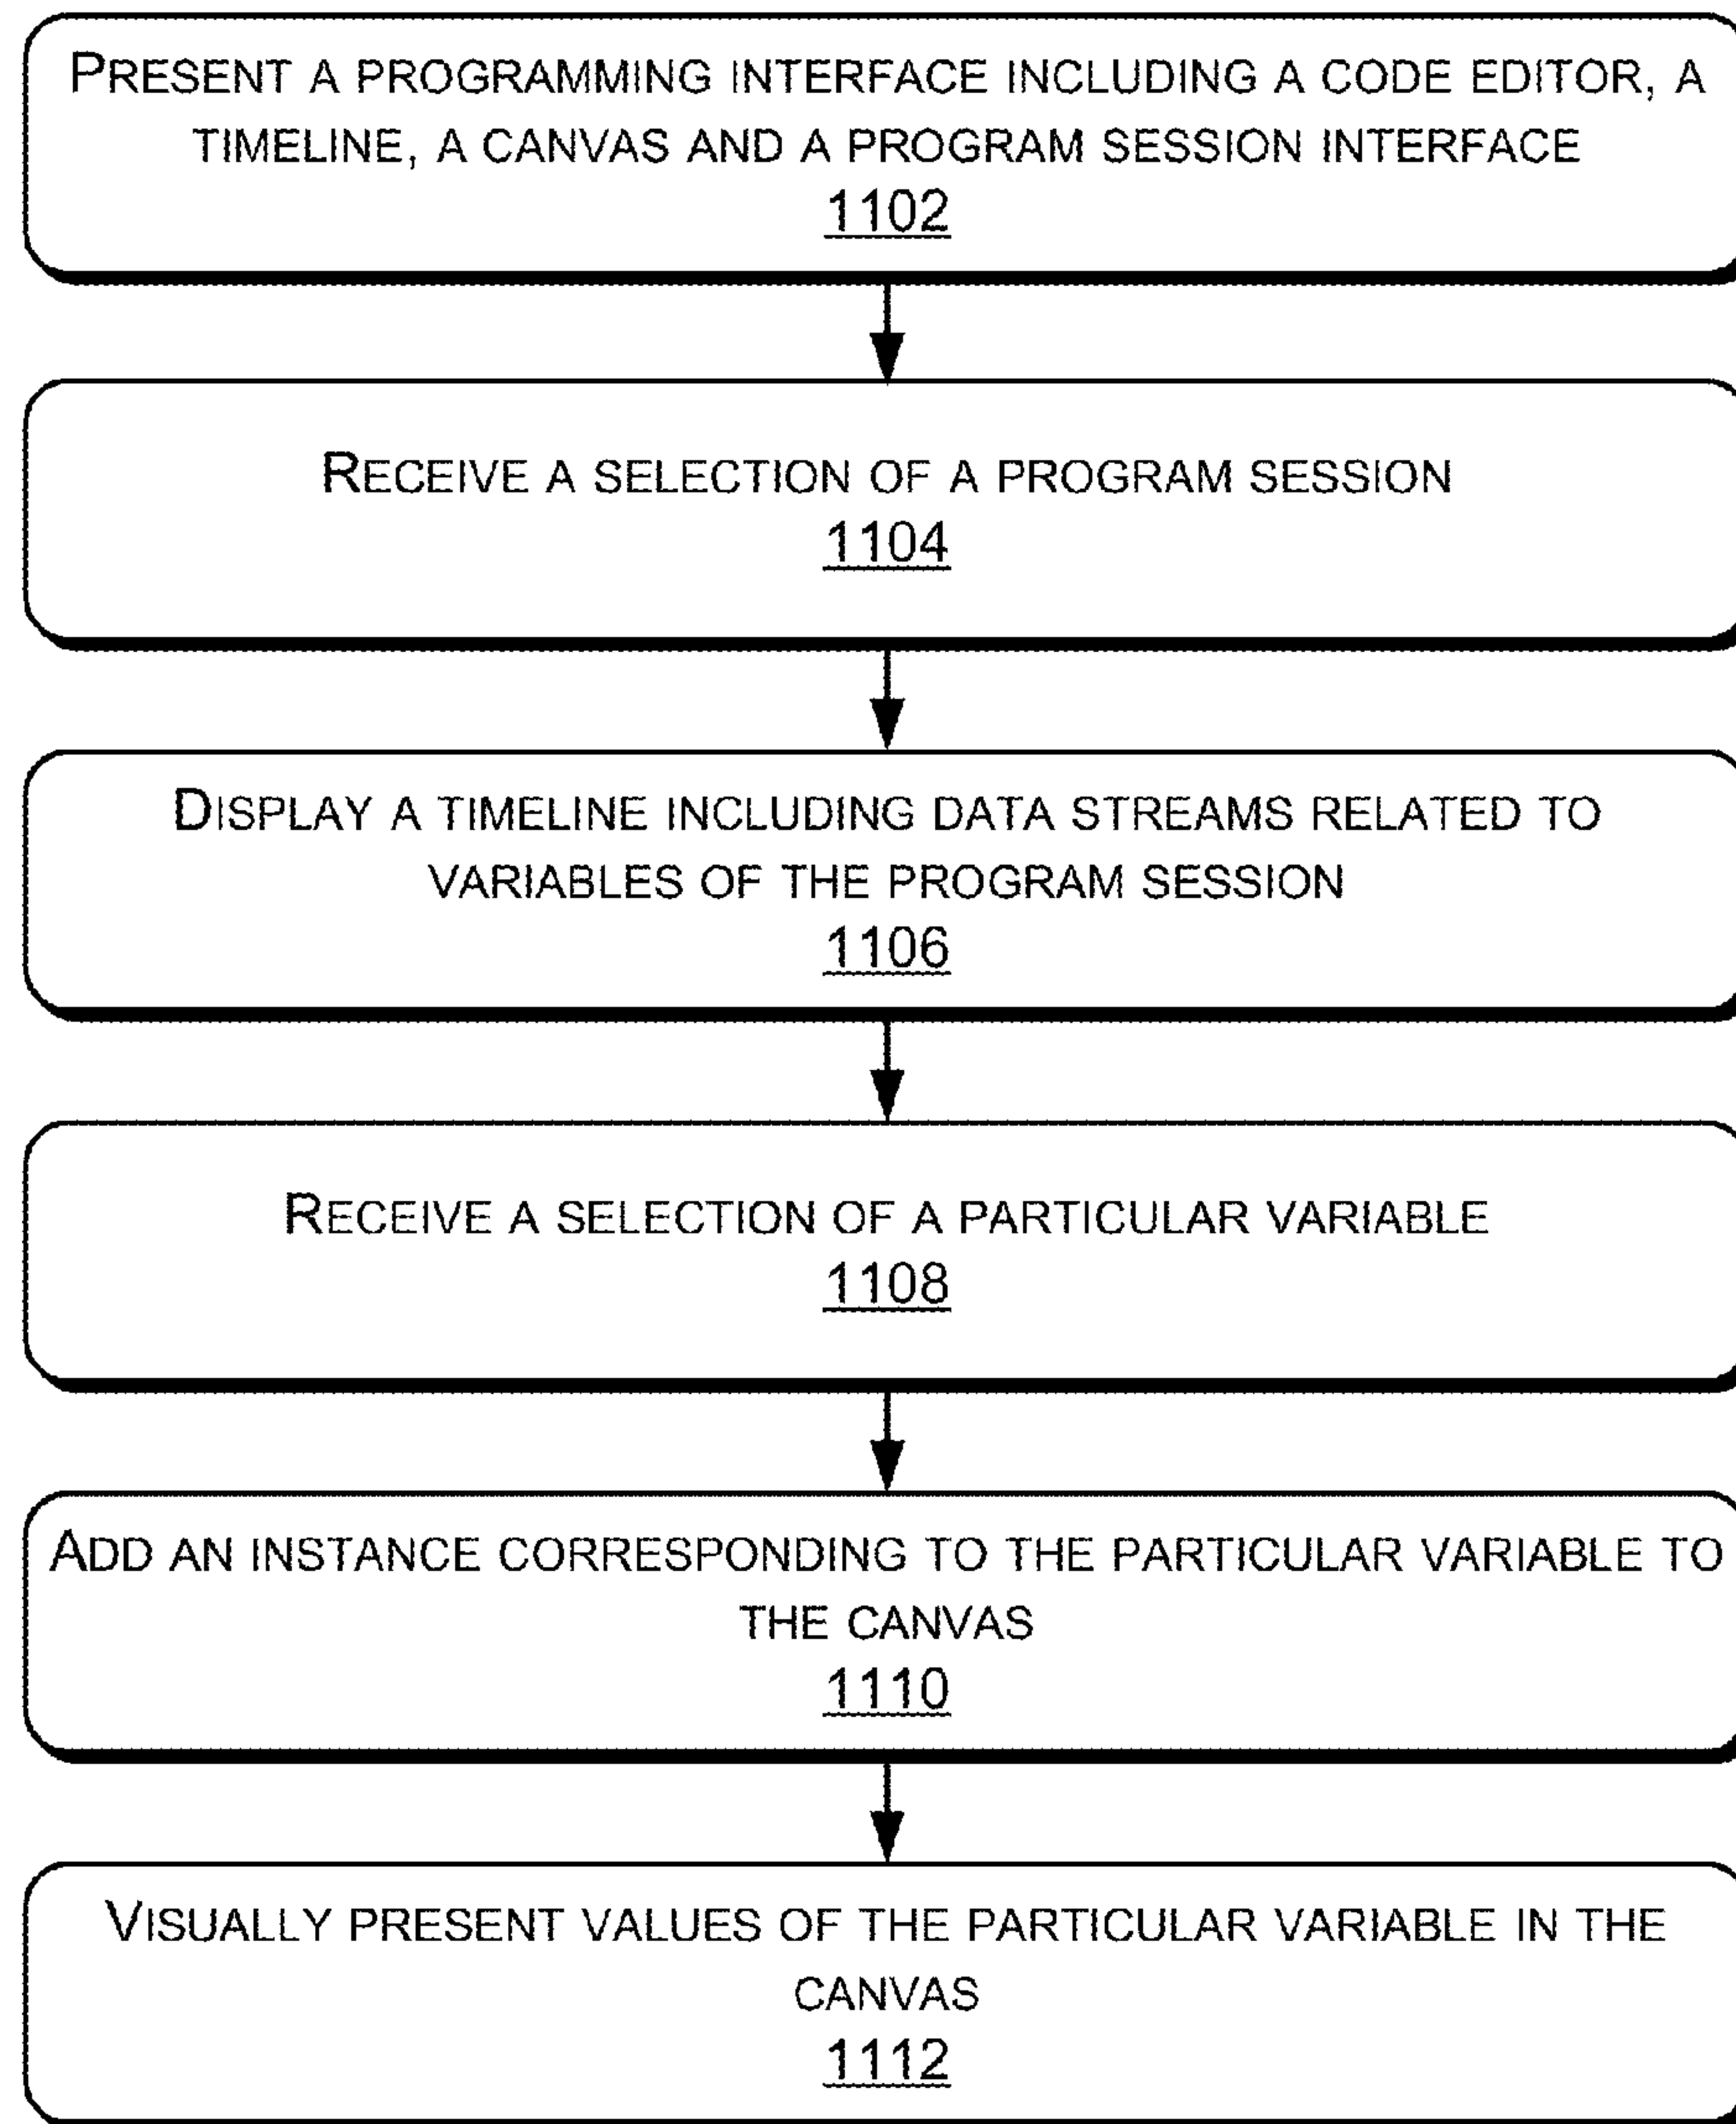 PRESENT A PROGRAMMING INTERFACE INCLUDING A CODE EDITOR, A
TIMELINE, A CANVAS AND A PROGRAM SESSION INTERFACE
1102
RECEIVE A SELECTION OF A PROGRAM SESSION
1104
DISPLAY A TIMELINE INCLUDING DATA STREAMS RELATED TO
VARIABLES OF THE PROGRAM SESSION
1106
RECEIVE A SELECTION OF A PARTICULAR VARIABLE
1108
ADD AN INSTANCE CORRESPONDING TO THE PARTICULAR VARIABLE TO
THE CANVAS
1110
VISUALLY PRESENT VALUES OF THE PARTICULAR VARIABLE IN THE
CANVAS
1112